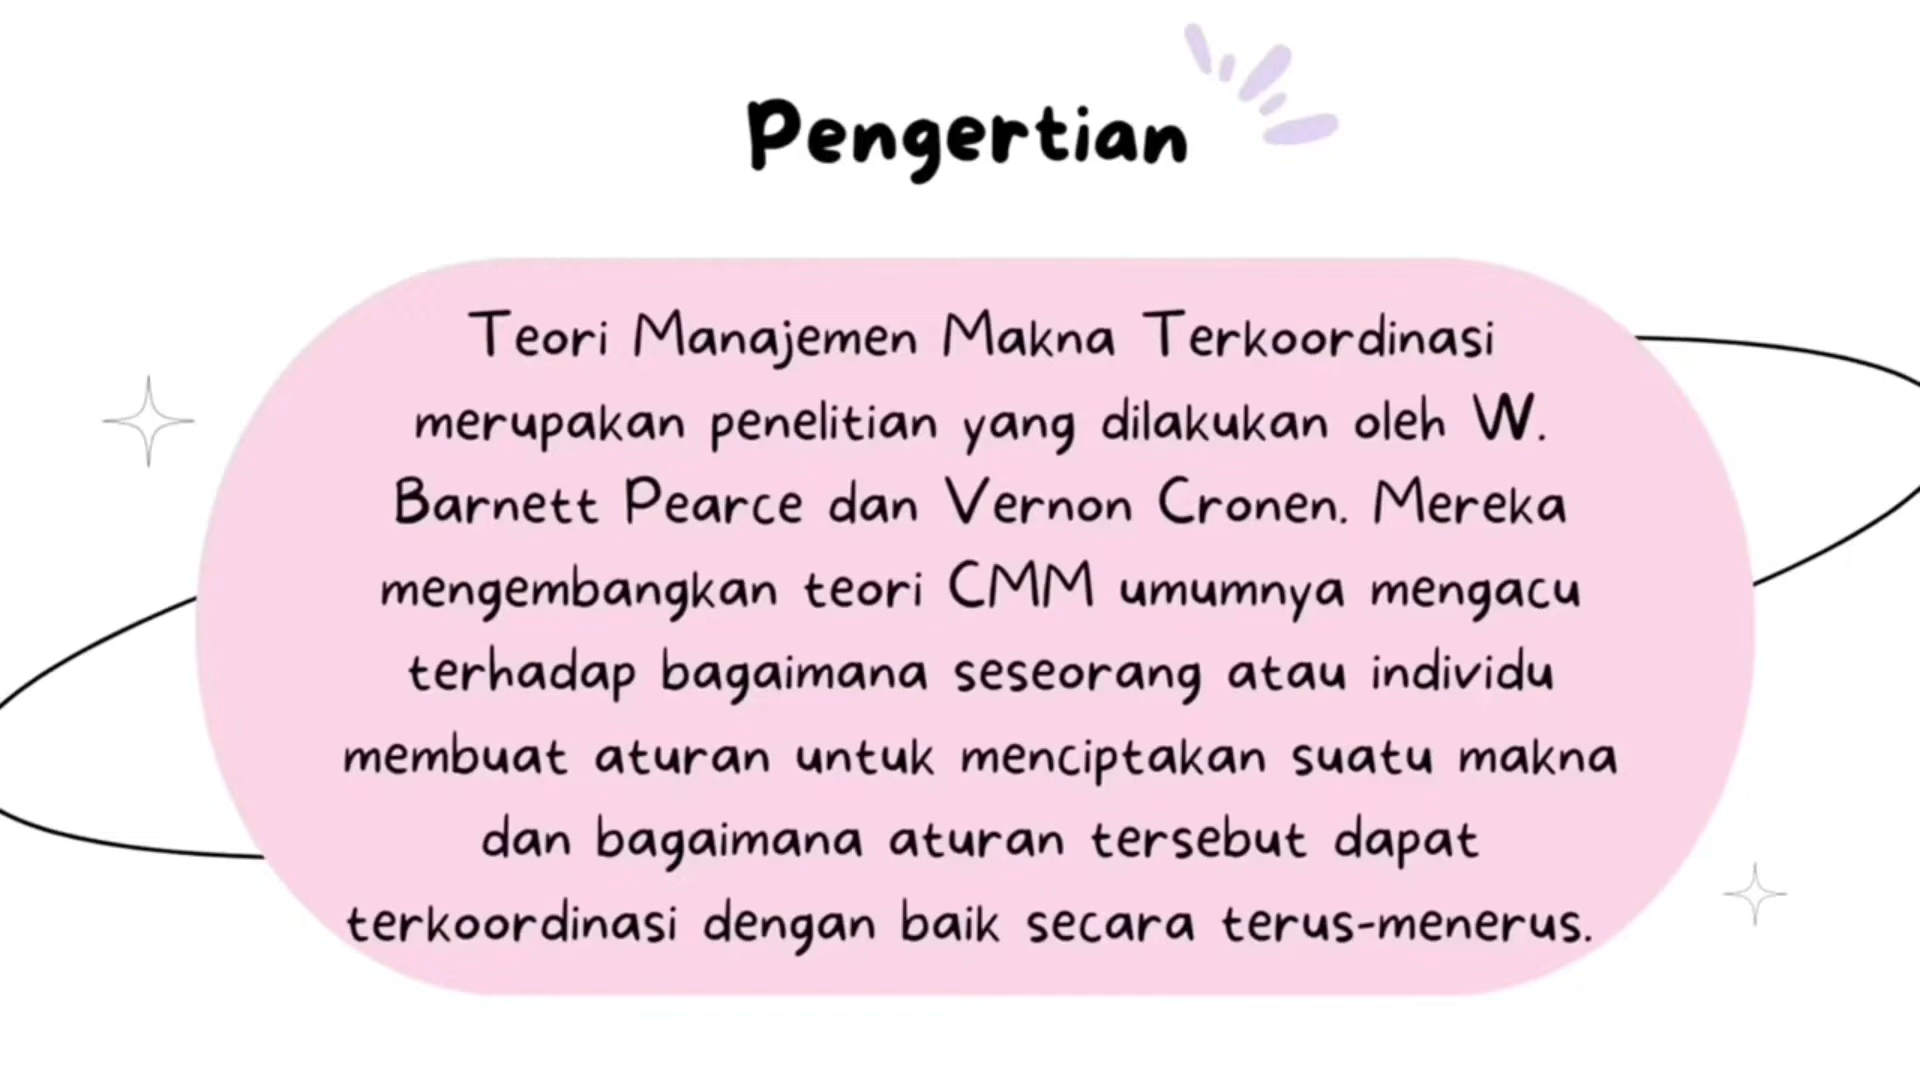 Pengertian
Teori Manajemen Makna Terkoordinasi
merupakan penelitian yang dilakukan oleh W.
Barnett Pearce dan Vernon Cronen. Mereka
mengembangkan teori CMM umumnya mengacu
terhadap bagaimana seseorang atau individu
membuat aturan untuk menciptakan suatu makna
dan bagaimana aturan tersebut dapat
terkoordinasi dengan baik secara terus-menerus.